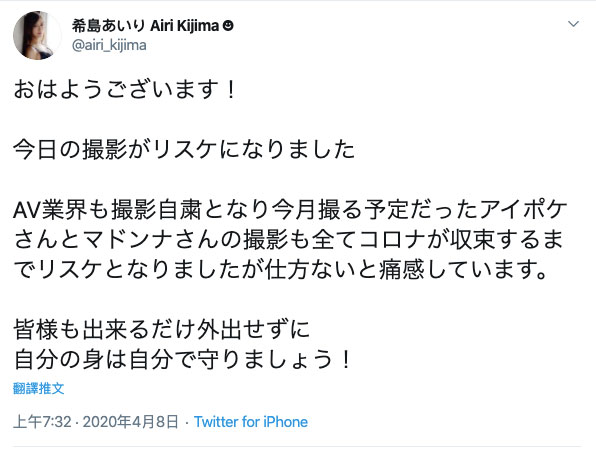 希島あいり Airi Kijima☻
@airi_kijima
おはようございます！
今日の撮影がリスケになりました
AV業界も撮影自粛となり今月撮る予定だったアイポケ
さんとマドンナさんの撮影も全てコロナが収束するま
でリスケとなりましたが仕方ないと痛感しています。
皆様も出来るだけ外出せずに
自分の身は自分で守りましょう！
翻譯推文
上午7:32 · 2020年4月8日 · Twitter for iPhone